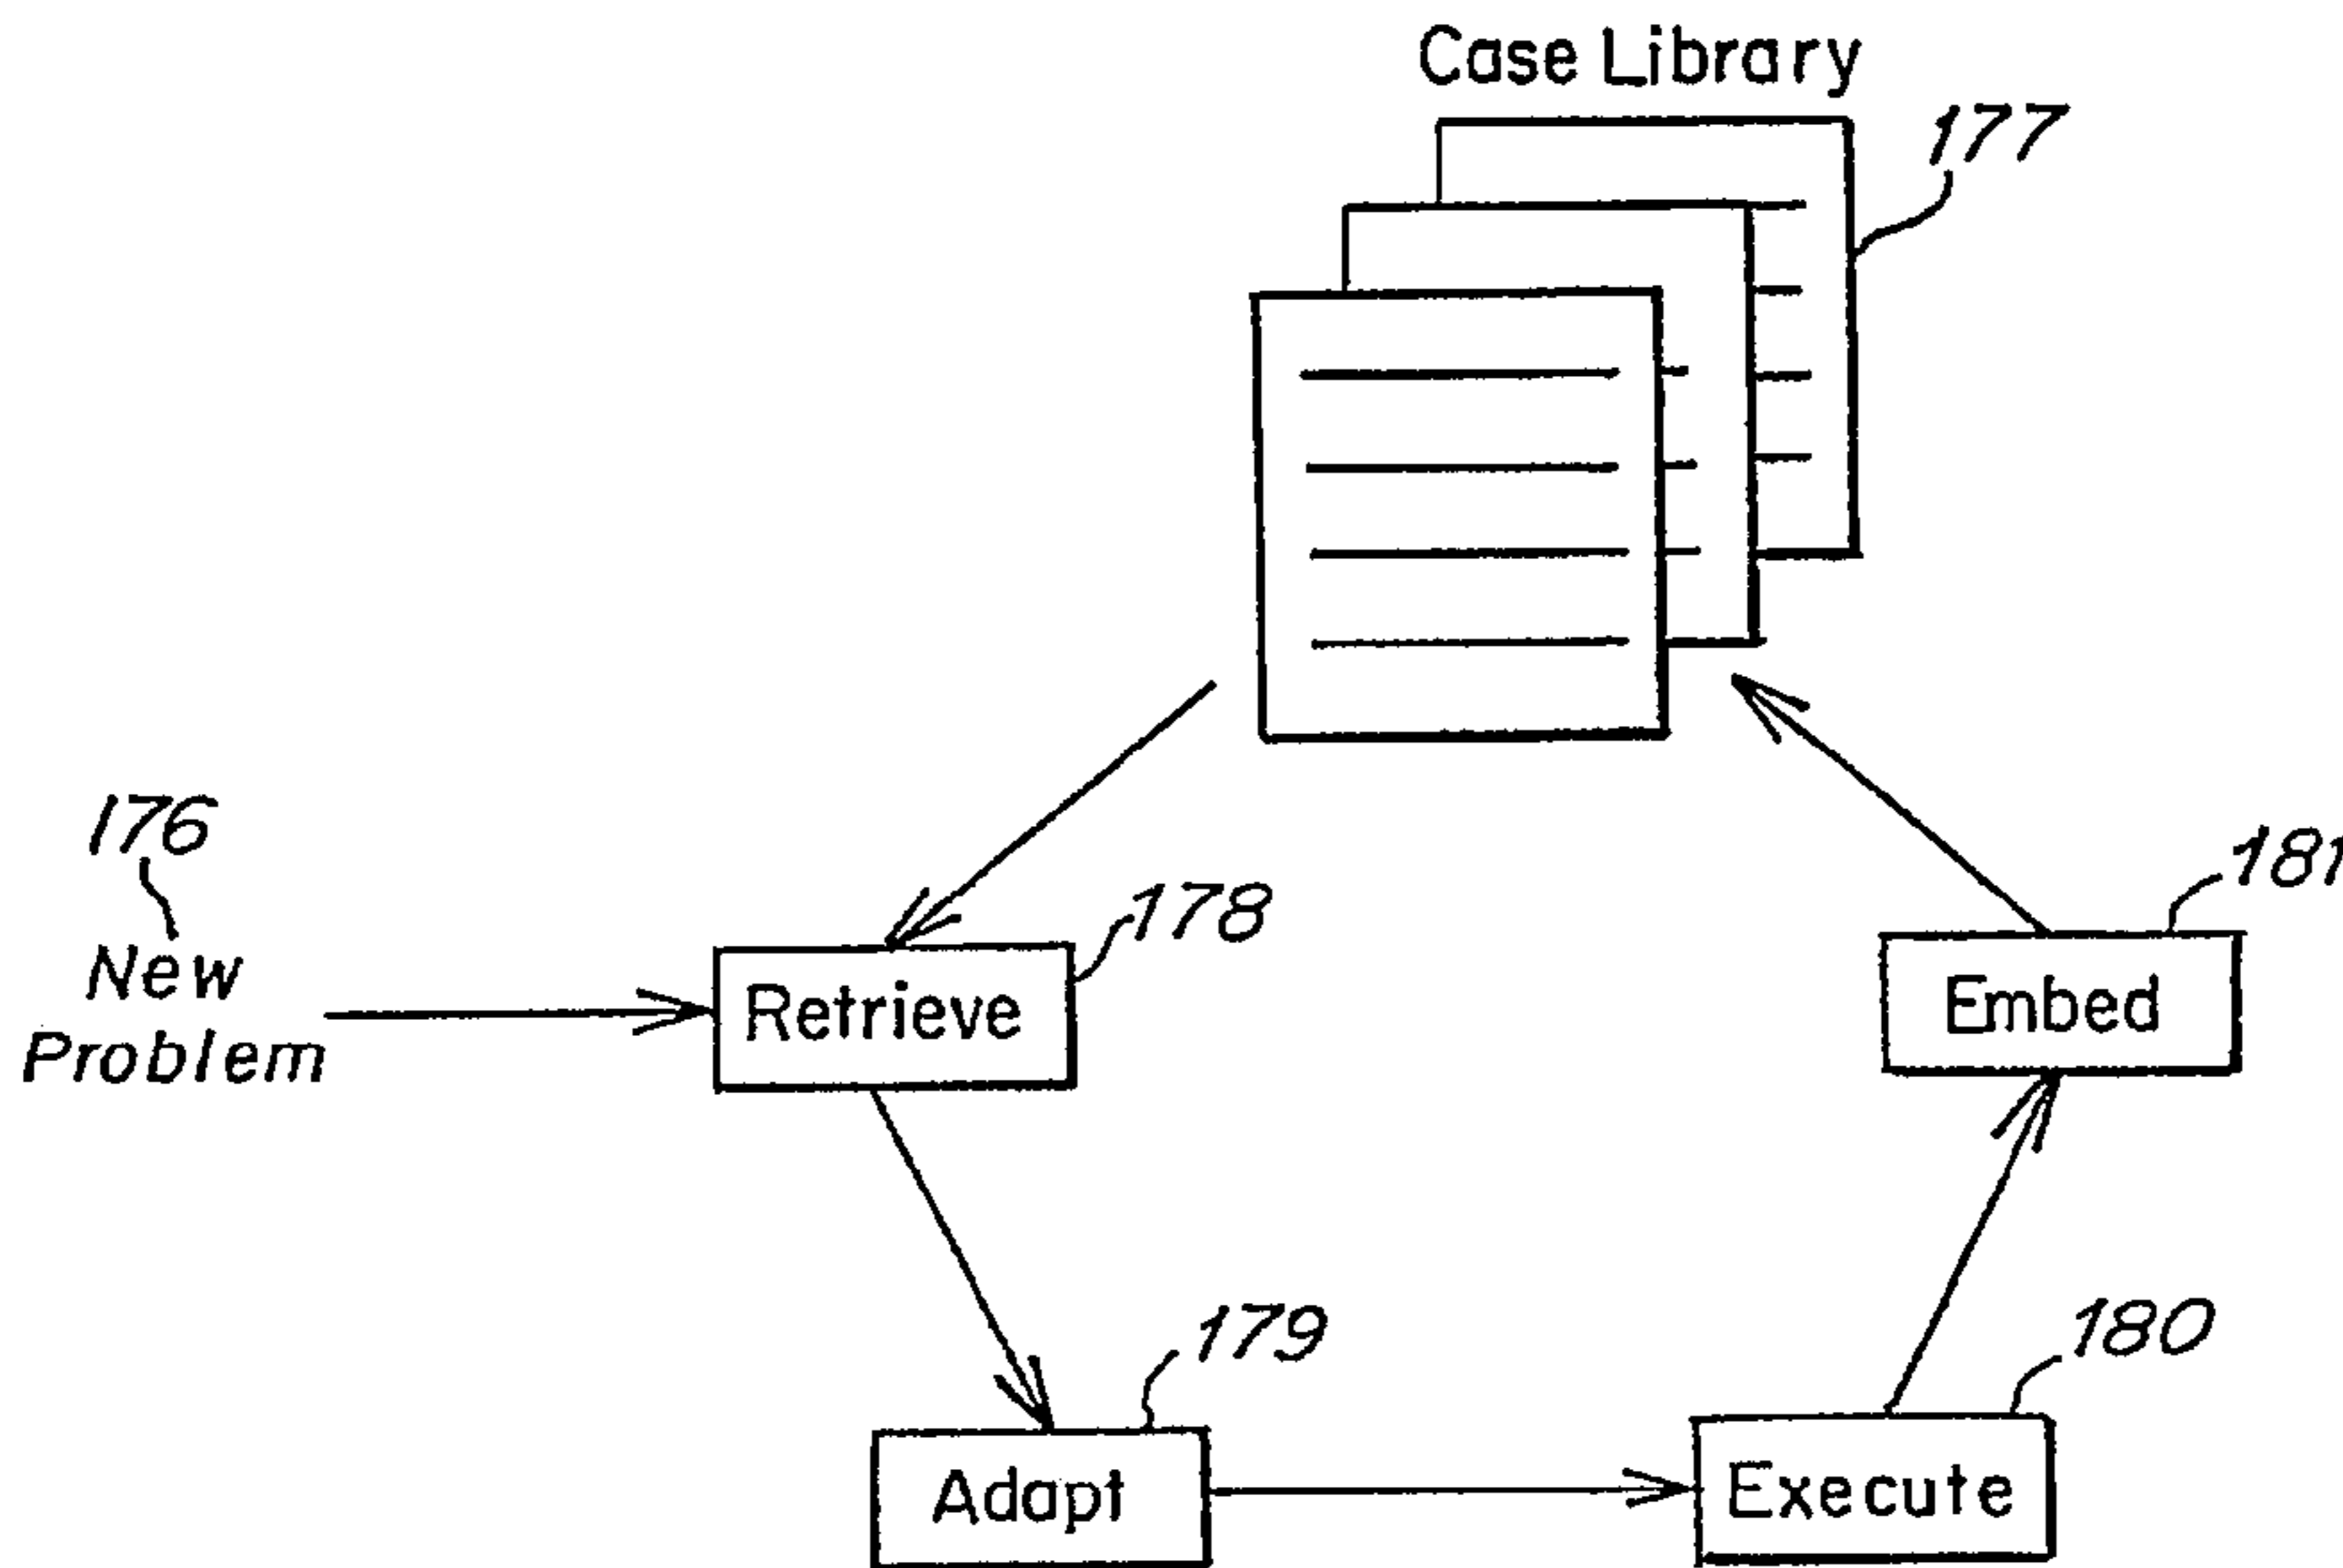 Case Library
177
176
New
Problem
178
Retrieve
181
Embed
179
Adapt
180
Execute